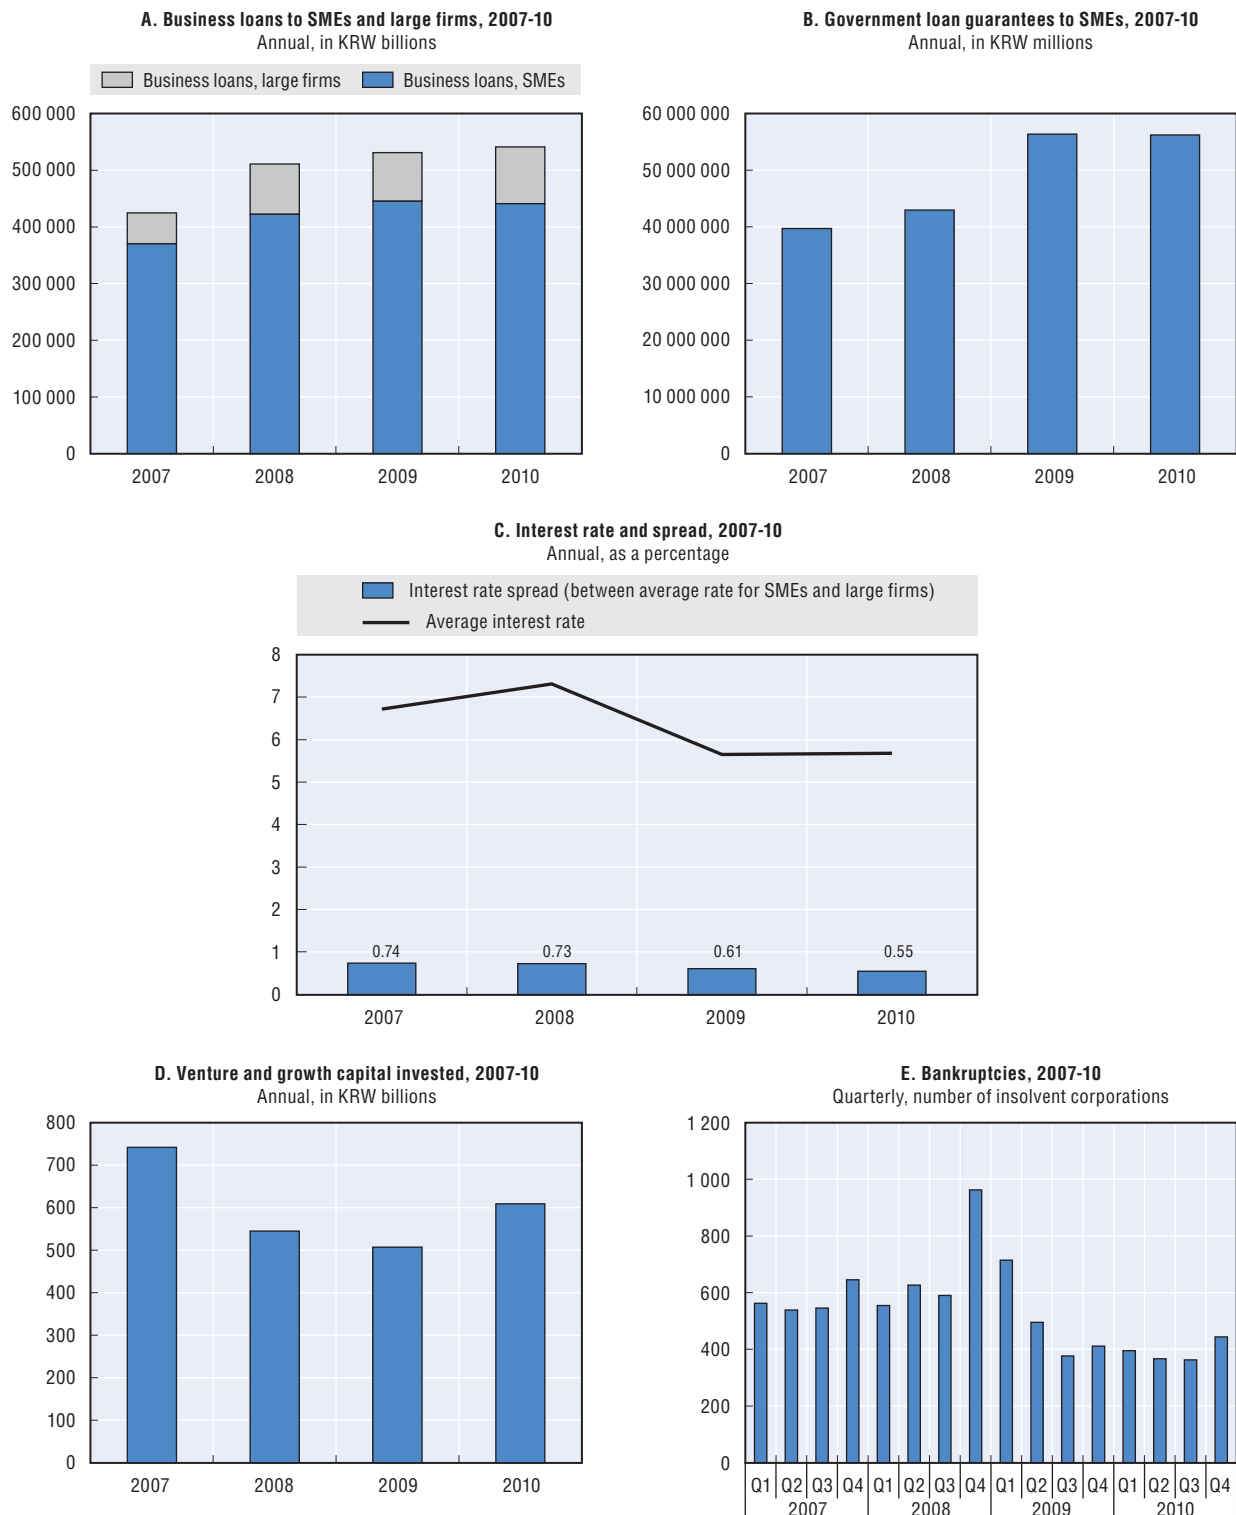 A. Business loans to SMEs and large firms, 2007-10
Annual, in KRW billions
Business loans, large firms Business loans, SMEs
600 000
500 000
400 000
300 000
200 000
100 000
0
2007 2008 2009 2010
B. Government loan guarantees to SMEs, 2007-10
Annual, in KRW millions
60 000 000
50 000 000
40 000 000
30 000 000
20 000 000
10 000 000
0
2007 2008 2009 2010
C. Interest rate and spread, 2007-10
Annual, as a percentage
Interest rate spread (between average rate for SMEs and large firms)
Average interest rate
8
7
6
5
4
3
2
1
0
0.74 0.73 0.61 0.55
2007 2008 2009 2010
D. Venture and growth capital invested, 2007-10
Annual, in KRW billions
800
700
600
500
400
300
200
100
0
2007 2008 2009 2010
E. Bankruptcies, 2007-10
Quarterly, number of insolvent corporations
1 200
1 000
800
600
400
200
0
Q1 Q2 Q3 Q4 Q1 Q2 Q3 Q4 Q1 Q2 Q3 Q4 Q1 Q2 Q3 Q4
2007 2008 2009 2010